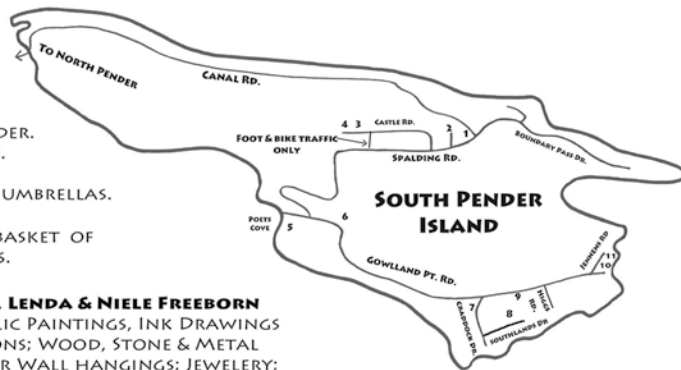 To North Pender
Canal Rd.
DER.
4 3 Castle Rd.
2
1
Foot & bike traffic
only
Spalding Rd.
Boundary Pass Dr.
umbrellas.
South Pender
Island
Poets
Cove
5
6
basket of
s.
Gowlland Pt. Rd.
Jennens Rd
11
10
Lenda & Niele Freeborn
lic Paintings, Ink Drawings
ons; Wood, Stone & Metal
r Wall hangings; Jewelery;
7
Craddock Dr.
9
Higgs Rd
8
Southlands Dr